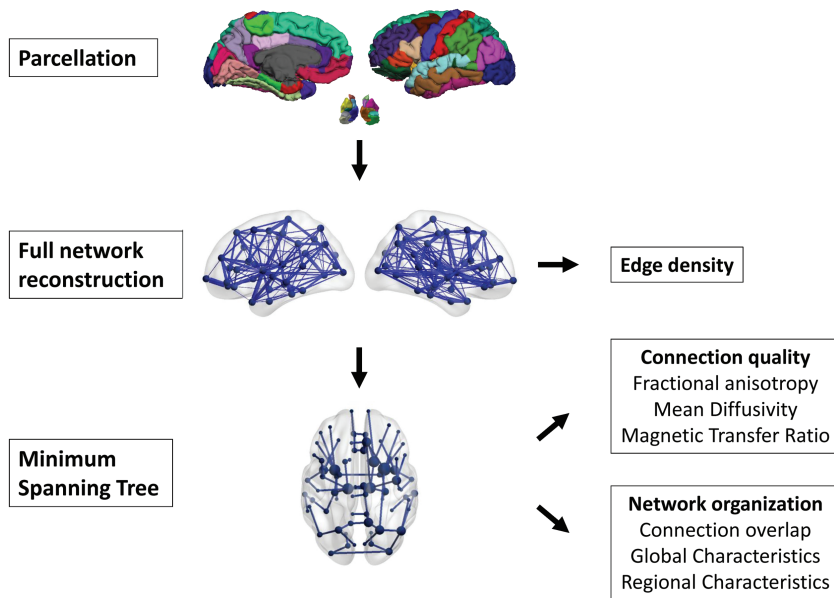 Parcellation
Full network
reconstruction
Edge density
Connection quality
Fractional anisotropy
Mean Diffusivity
Magnetic Transfer Ratio
Minimum
Spanning Tree
Network organization
Connection overlap
Global Characteristics
Regional Characteristics